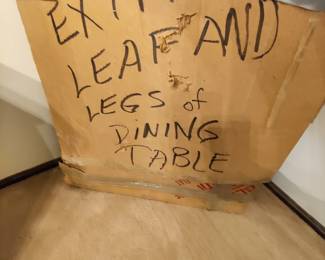 LEAF AND
LEGS of
DINING
TABLE